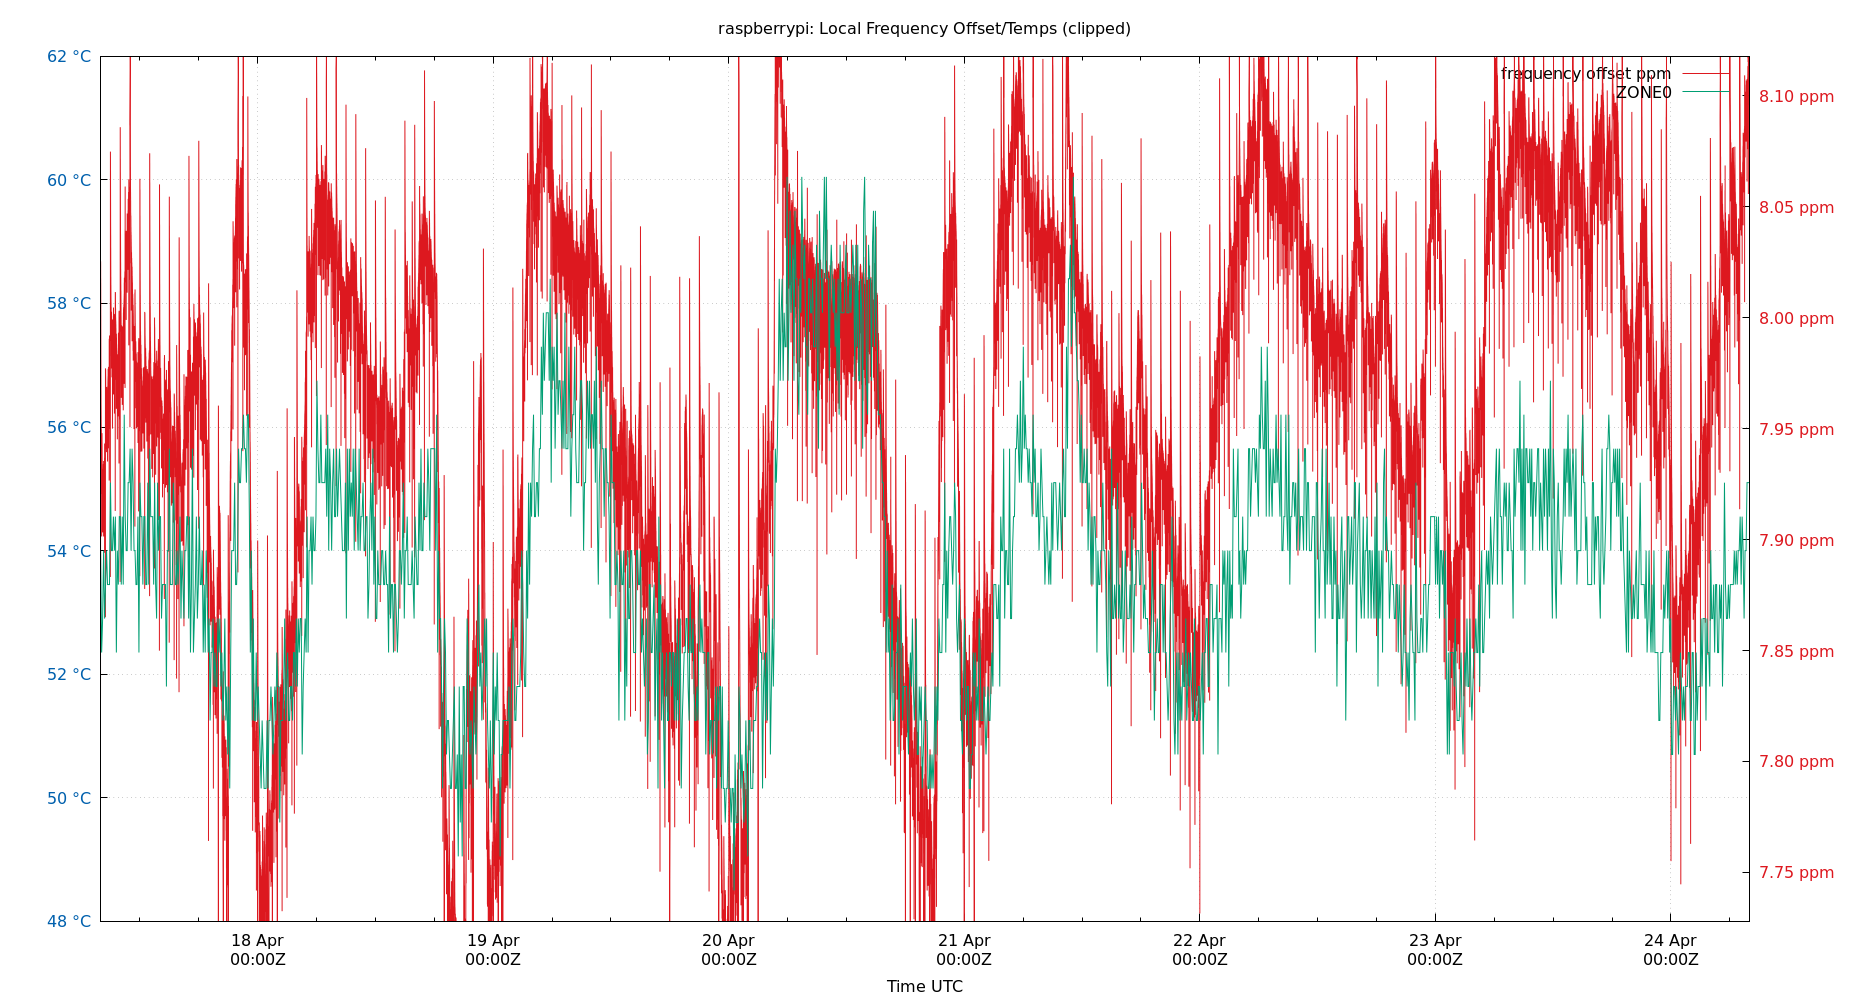 raspberrypi: Local Frequency Offset/Temps (clipped)
62 °C
60 °C
58 °C
56 °C
54 °C
52 °C
50 °C
48 °C
frequency offset ppm
ZONE0
8.10 ppm
8.05 ppm
8.00 ppm
7.95 ppm
7.90 ppm
7.85 ppm
7.80 ppm
7.75 ppm
18 Apr 19 Apr 20 Apr 21 Apr 22 Apr 23 Apr 24 Apr
00:00Z 00:00Z 00:00Z 00:00Z 00:00Z 00:00Z 00:00Z
Time UTC